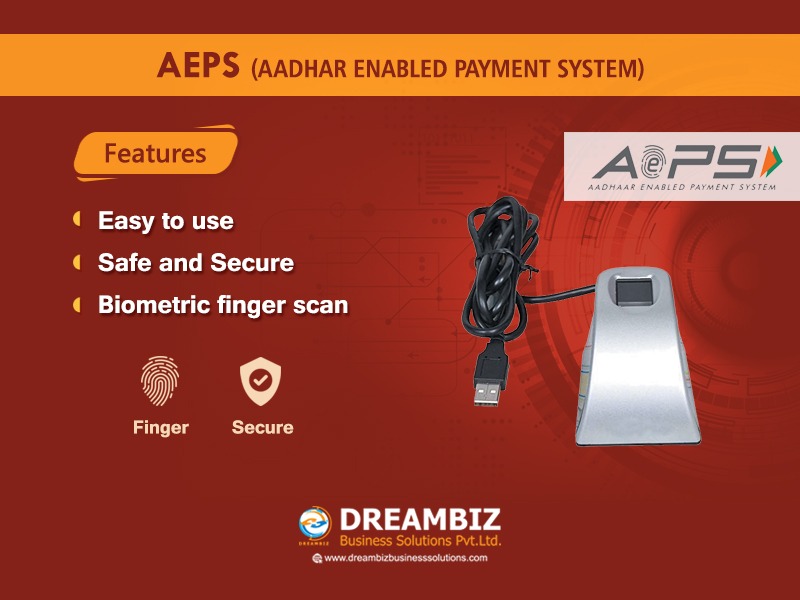 AEPS (AADHAR ENABLED PAYMENT SYSTEM)
Features
AePS
AADHAAR ENABLED PAYMENT SYSTEM
Easy to use
Safe and Secure
Biometric finger scan
Finger
Secure
DREAMBIZ
DREAMBIZ
Business Solutions Pvt.Ltd.
www.dreambizbusinesssolutions.com